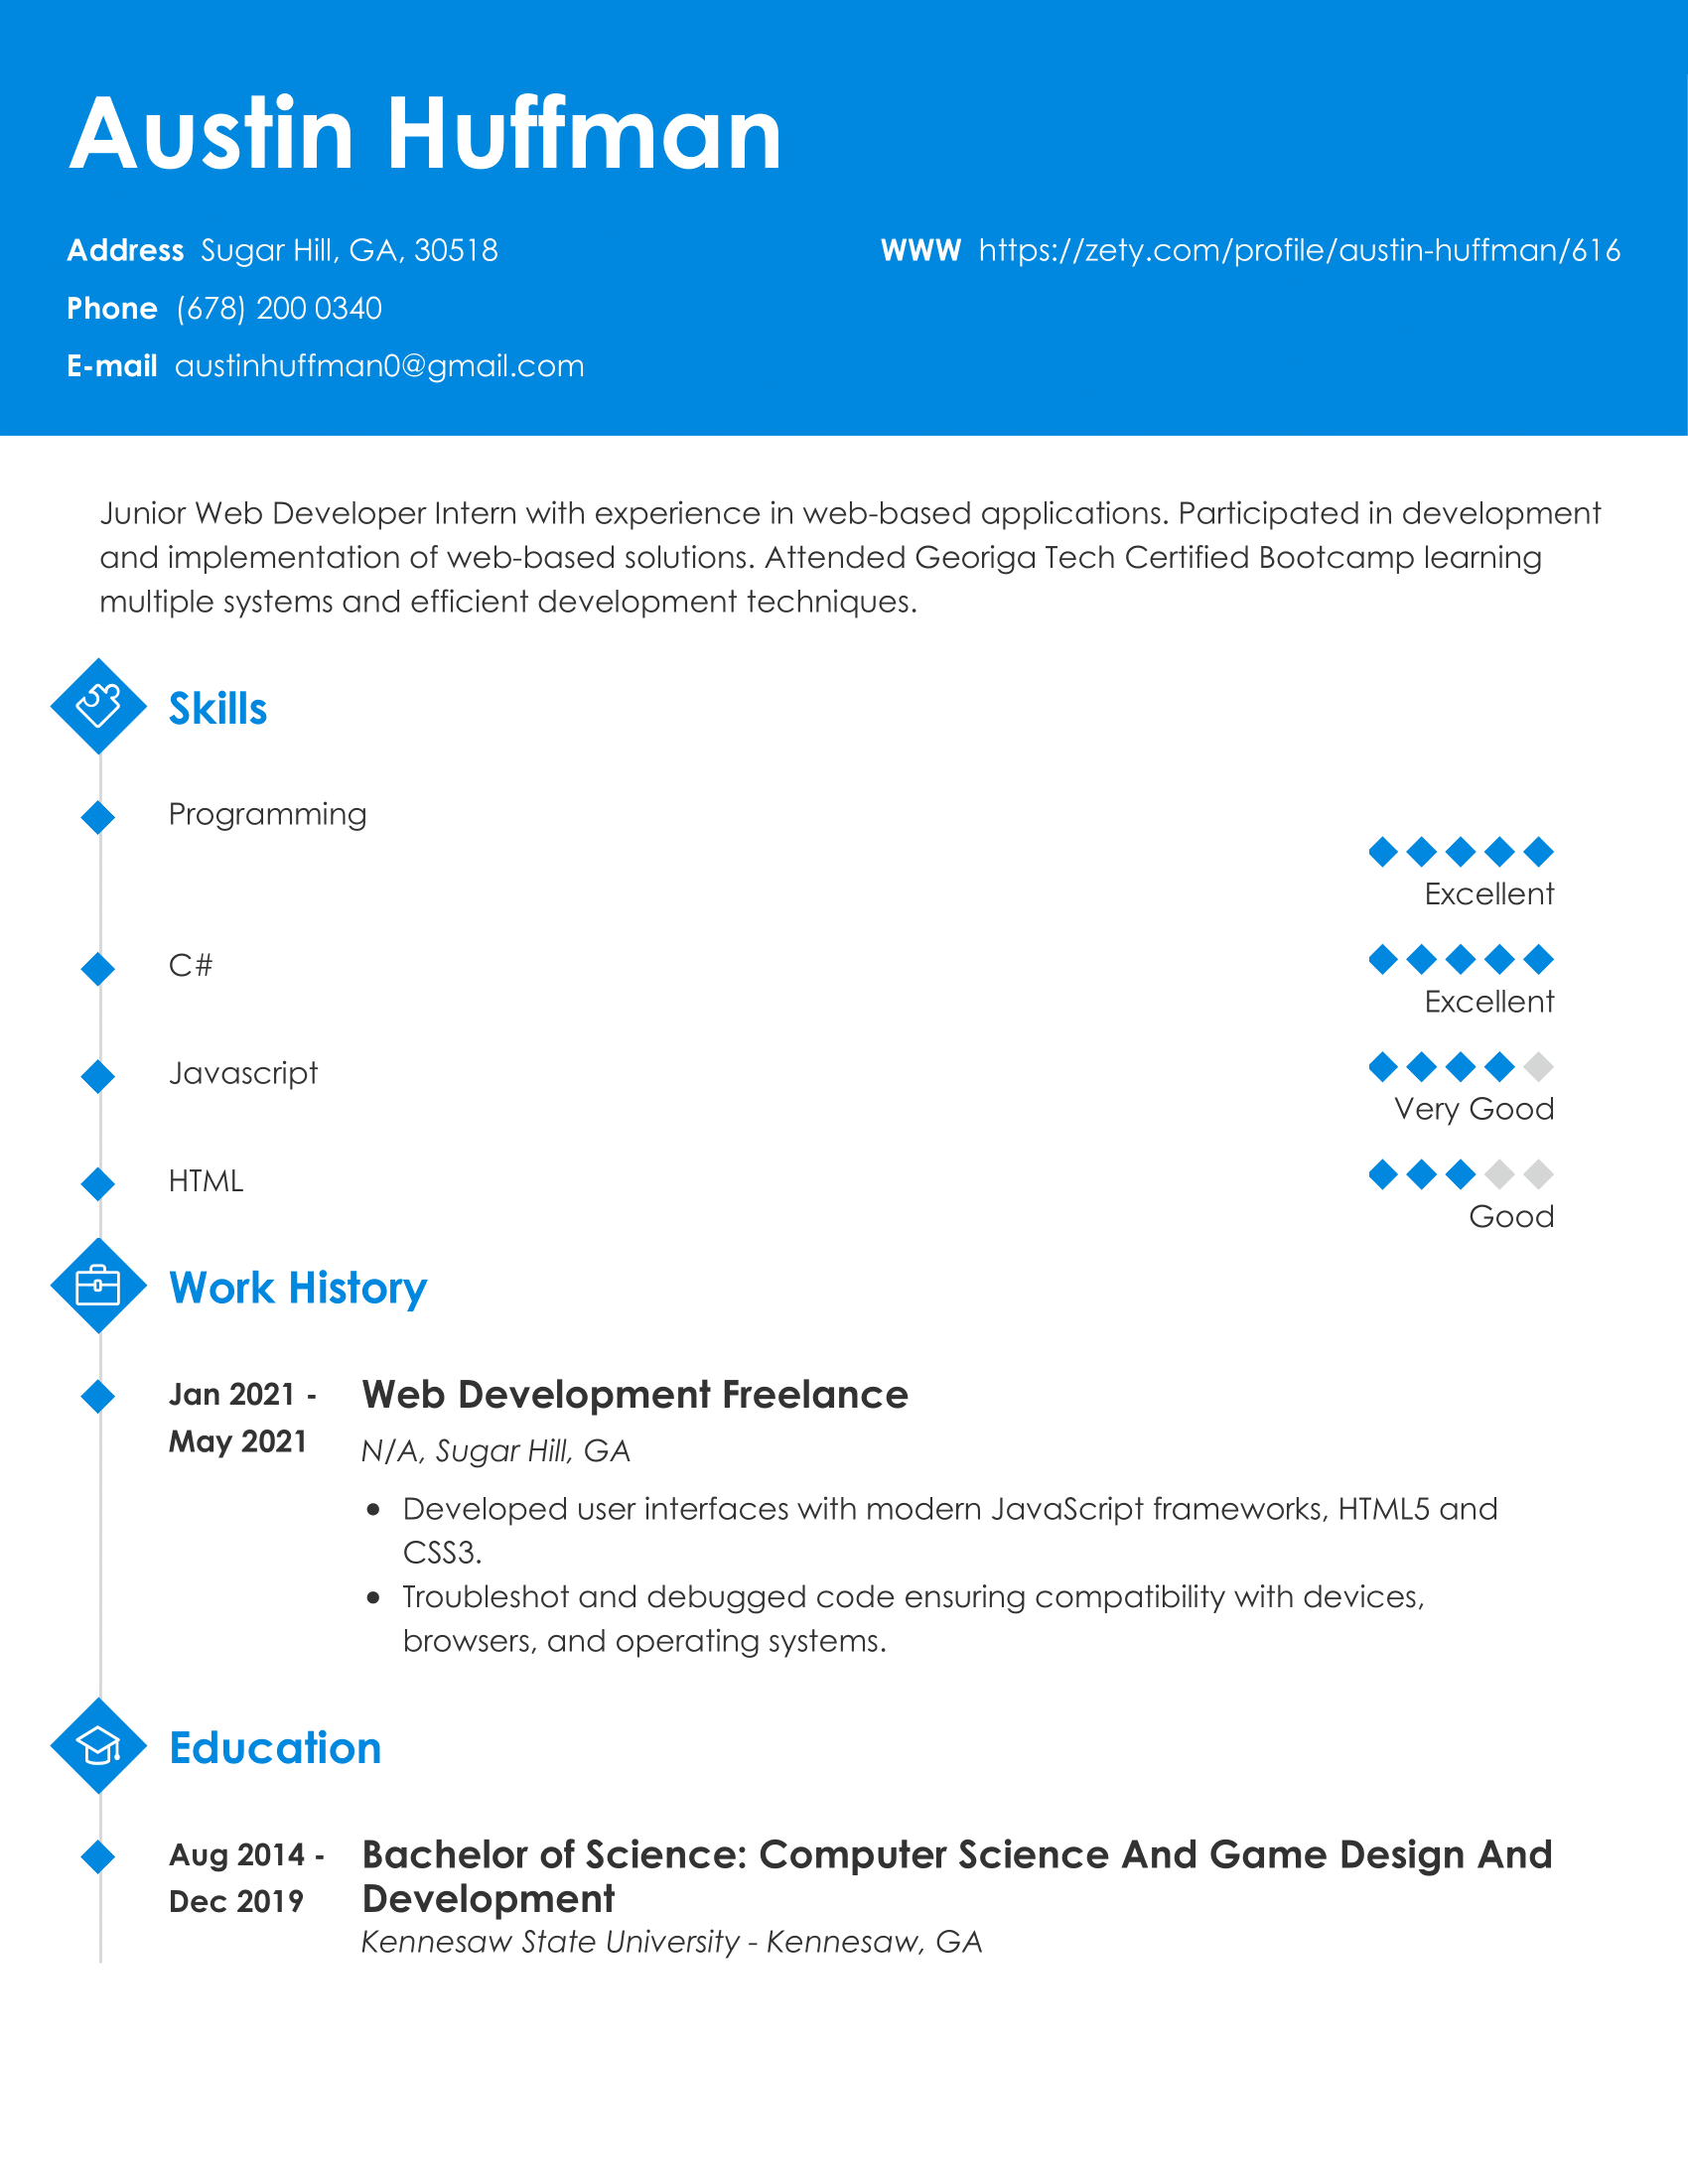 Austin Huffman
Address Sugar Hill, GA, 30518
WWW https://zety.com/profile/austin-huffman/616
Phone (678) 200 0340
E-mail austinhuffman0@gmail.com
Junior Web Developer Intern with experience in web-based applications. Participated in development
and implementation of web-based solutions. Attended Georiga Tech Certified Bootcamp learning
multiple systems and efficient development techniques.
Skills
Programming
Excellent
C#
Excellent
Javascript
Very Good
HTML
Good
Work History
Jan 2021 -
May 2021
Web Development Freelance
N/A, Sugar Hill, GA
• Developed user interfaces with modern JavaScript frameworks, HTML5 and
CSS3.
• Troubleshot and debugged code ensuring compatibility with devices,
browsers, and operating systems.
Education
Aug 2014 -
Dec 2019
Bachelor of Science: Computer Science And Game Design And
Development
Kennesaw State University - Kennesaw, GA